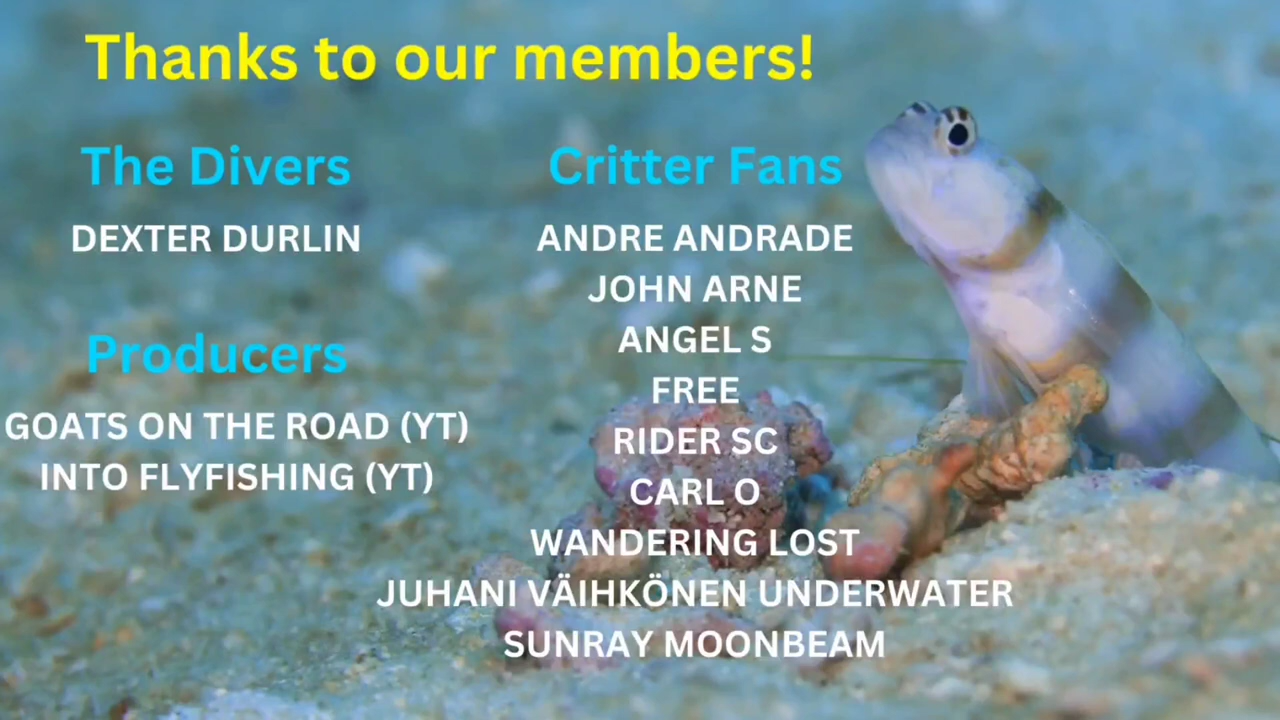 Thanks to our members!
The Divers
DEXTER DURLIN
Producers
GOATS ON THE ROAD (YT)
INTO FLYFISHING (YT)
Critter Fans
ANDRE ANDRADE
JOHN ARNE
ANGEL S
FREE
RIDER SC
CARL O
WANDERING LOST
JUHANI VÄIHKÖNEN UNDERWATER
SUNRAY MOONBEAM